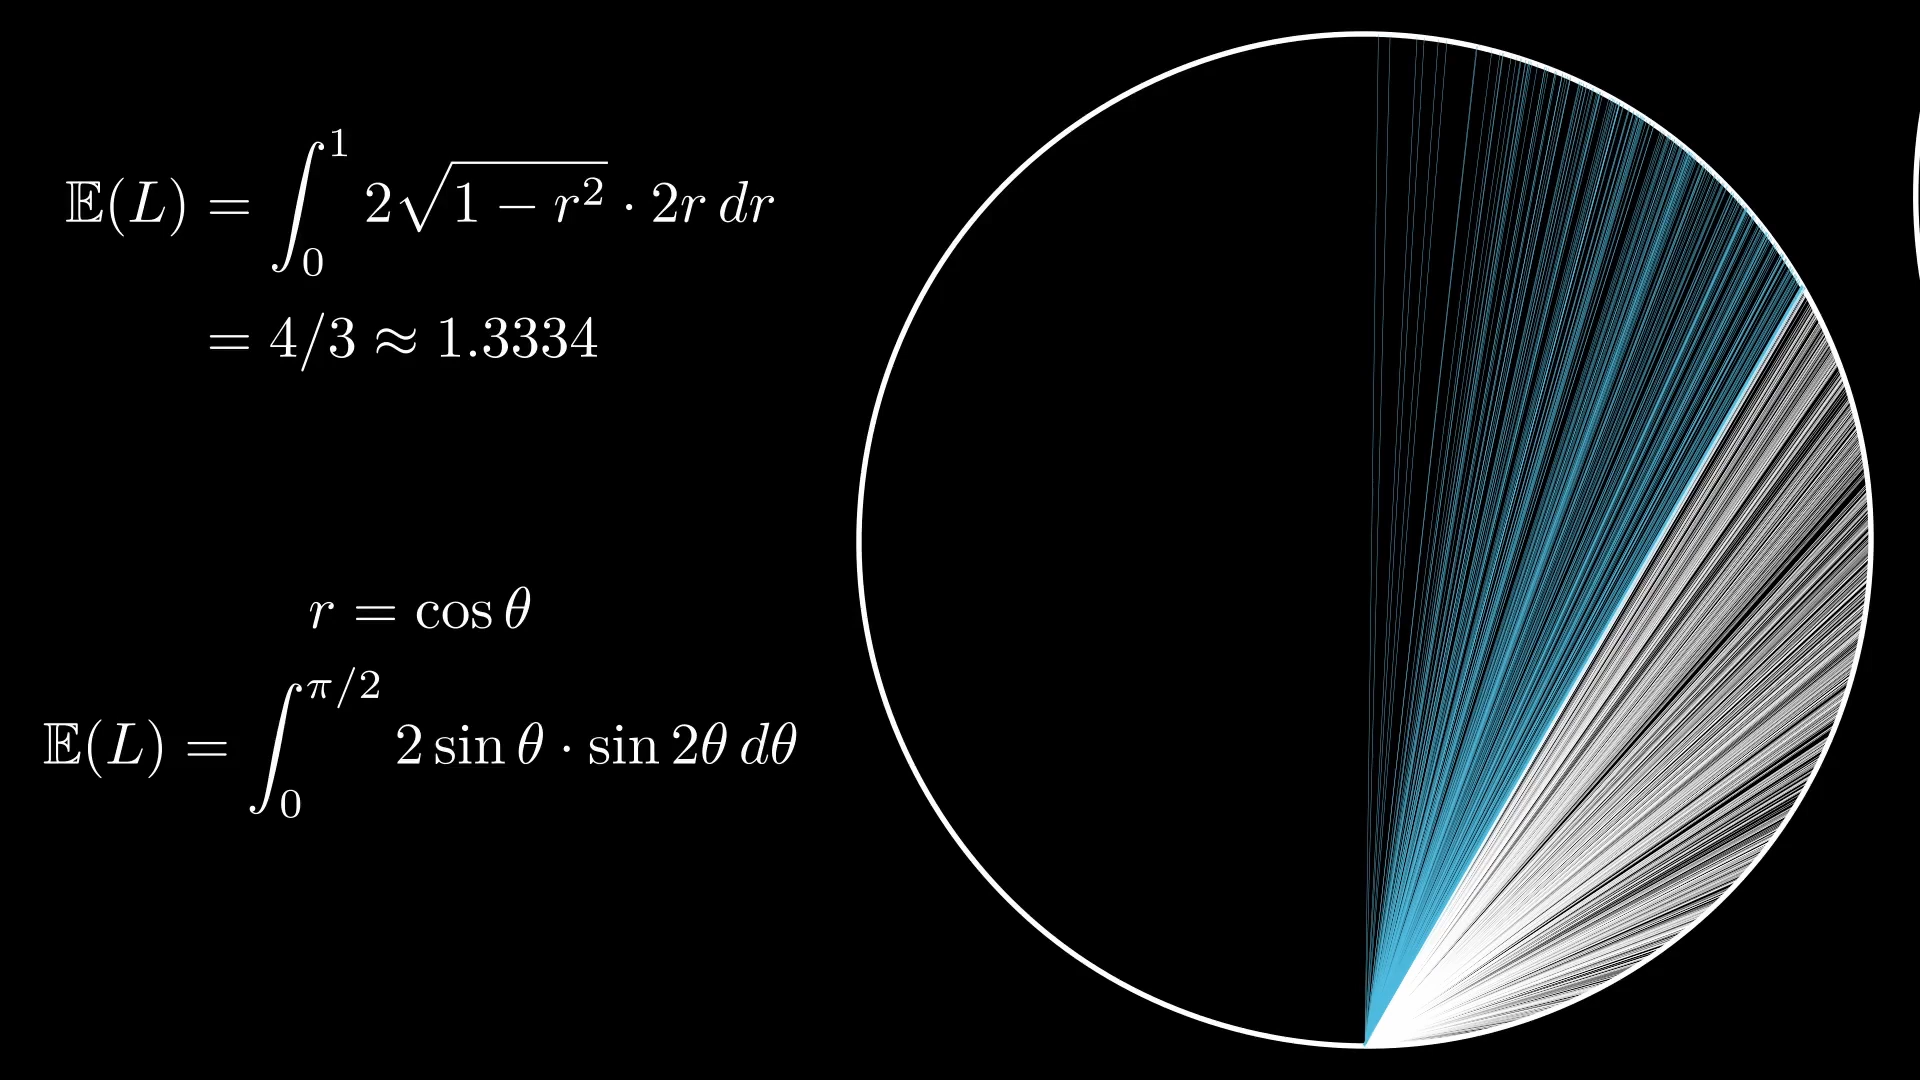 𝔼(L) = ∫₀¹ 2√(1 − r²) · 2r dr
= 4/3 ≈ 1.3334
r = cos θ
𝔼(L) = ∫₀^{π/2} 2 sin θ · sin 2θ dθ